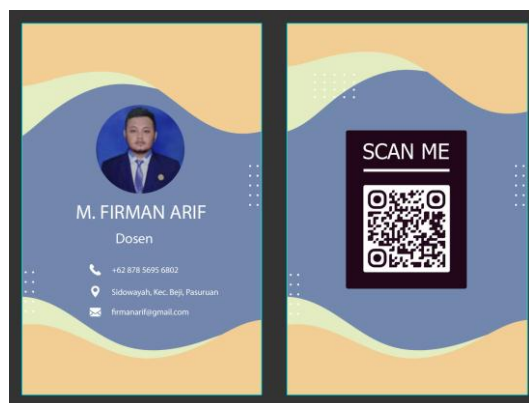 M. FIRMAN ARIF
Dosen
+62 878 5695 6802
Sidowayah, Kec. Beji, Pasuruan
firmanarif@gmail.com
SCAN ME